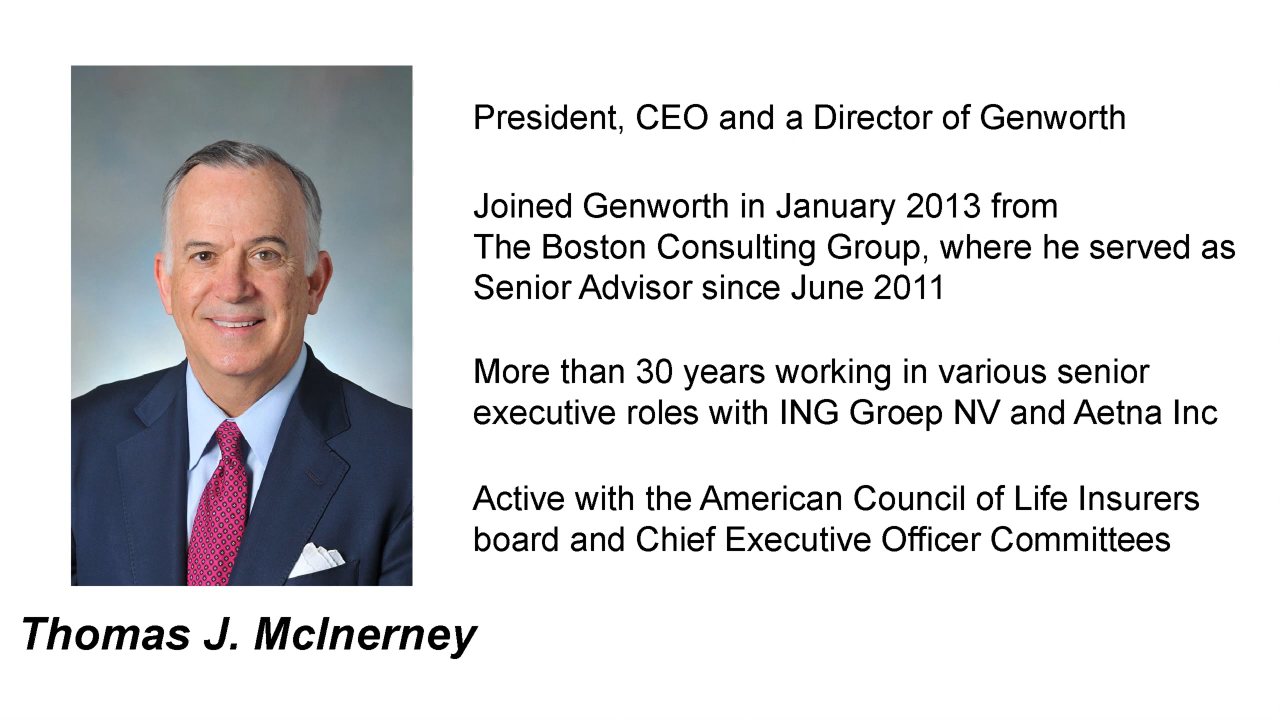 President, CEO and a Director of Genworth
Joined Genworth in January 2013 from
The Boston Consulting Group, where he served as
Senior Advisor since June 2011
More than 30 years working in various senior
executive roles with ING Groep NV and Aetna Inc
Active with the American Council of Life Insurers
board and Chief Executive Officer Committees
Thomas J. McInerney